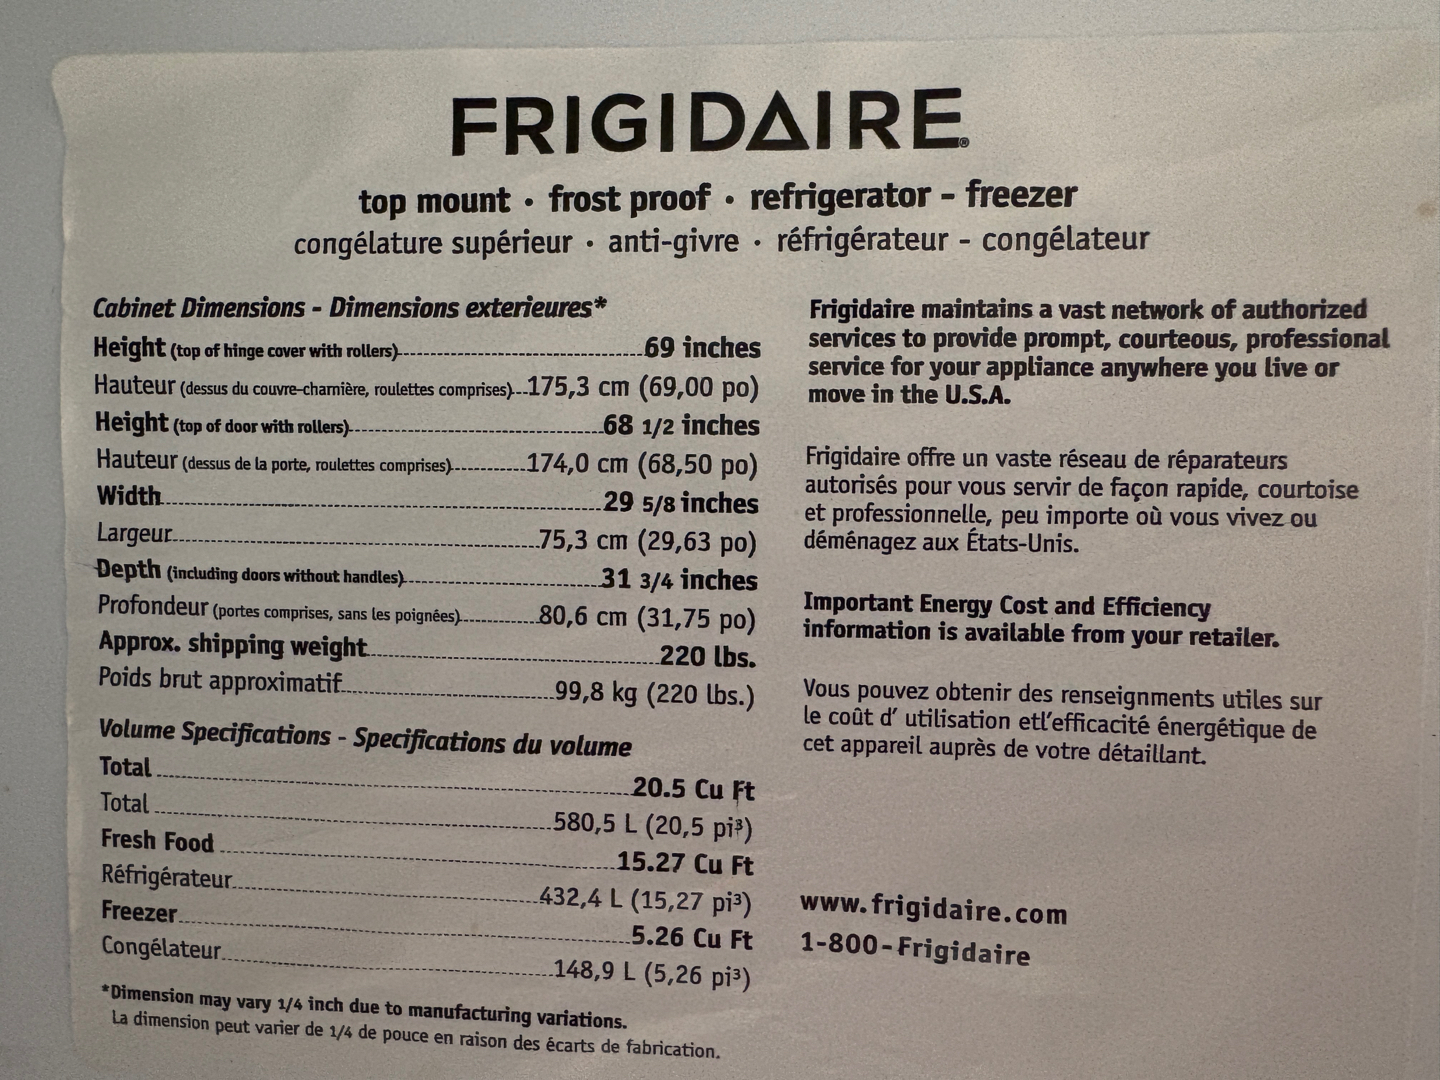 FRIGIDAIRE®
top mount · frost proof · refrigerator - freezer
congélature supérieur · anti-givre · réfrigérateur - congélateur
Cabinet Dimensions - Dimensions exterieures*
Height (top of hinge cover with rollers) 69 inches
Hauteur (dessus du couvre-charnière, roulettes comprises) 175,3 cm (69,00 po)
Height (top of door with rollers) 68 1/2 inches
Hauteur (dessus de la porte, roulettes comprises) 174,0 cm (68,50 po)
Width 29 5/8 inches
Largeur 75,3 cm (29,63 po)
Depth (including doors without handles) 31 3/4 inches
Profondeur (portes comprises, sans les poignées) 80,6 cm (31,75 po)
Approx. shipping weight 220 lbs.
Poids brut approximatif 99,8 kg (220 lbs.)
Volume Specifications - Specifications du volume
Total 20.5 Cu Ft
Total 580,5 L (20,5 pi³)
Fresh Food 15.27 Cu Ft
Réfrigérateur 432,4 L (15,27 pi³)
Freezer 5.26 Cu Ft
Congélateur 148,9 L (5,26 pi³)
*Dimension may vary 1/4 inch due to manufacturing variations.
La dimension peut varier de 1/4 de pouce en raison des écarts de fabrication.
Frigidaire maintains a vast network of authorized
services to provide prompt, courteous, professional
service for your appliance anywhere you live or
move in the U.S.A.
Frigidaire offre un vaste réseau de réparateurs
autorisés pour vous servir de façon rapide, courtoise
et professionnelle, peu importe où vous vivez ou
déménagez aux États-Unis.
Important Energy Cost and Efficiency
information is available from your retailer.
Vous pouvez obtenir des renseignments utiles sur
le coût d' utilisation etl'efficacité énergétique de
cet appareil auprès de votre détaillant.
www.frigidaire.com
1-800-Frigidaire